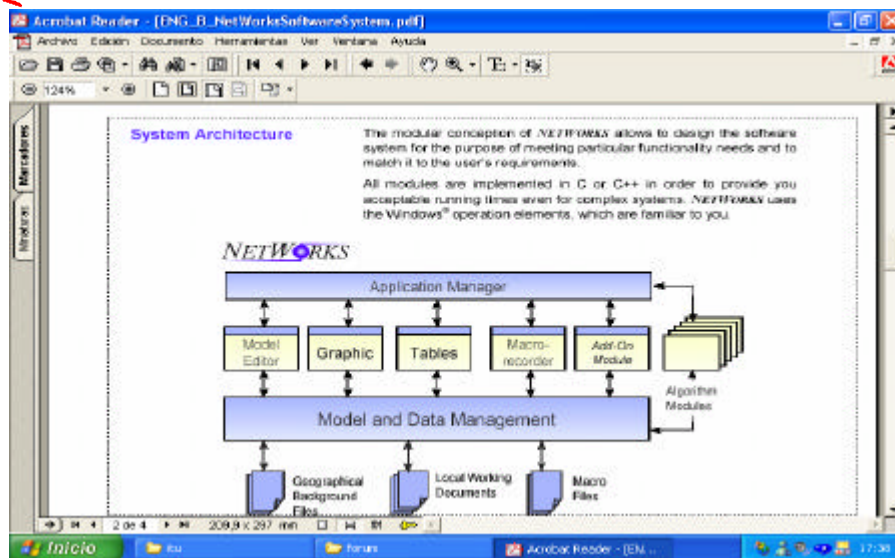 Acrobat Reader - [ENG_B_NetWorksSoftwareSystem.pdf]
Archivo Edición Documento Herramientas Ver Ventana Ayuda
124%
Marcadores
Miniaturas
System Architecture
The modular conception of NETWORKS allows to design the software
system for the purpose of meeting particular functionality needs and to
match it to the user's requirements.
All modules are implemented in C or C++ in order to provide you
acceptable running times even for complex systems. NETWORKS uses
the Windows® operation elements, which are familiar to you.
NETWORKS
Application Manager
Model
Editor
Graphic
Tables
Macro-
recorder
Add-On
Module
Algorithm
Modules
Model and Data Management
Geographical
Background
Files
Local Working
Documents
Macro
Files
2 de 4
209,9 x 297 mm
Inicio
itu
forum
Acrobat Reader - [EN...
17:38